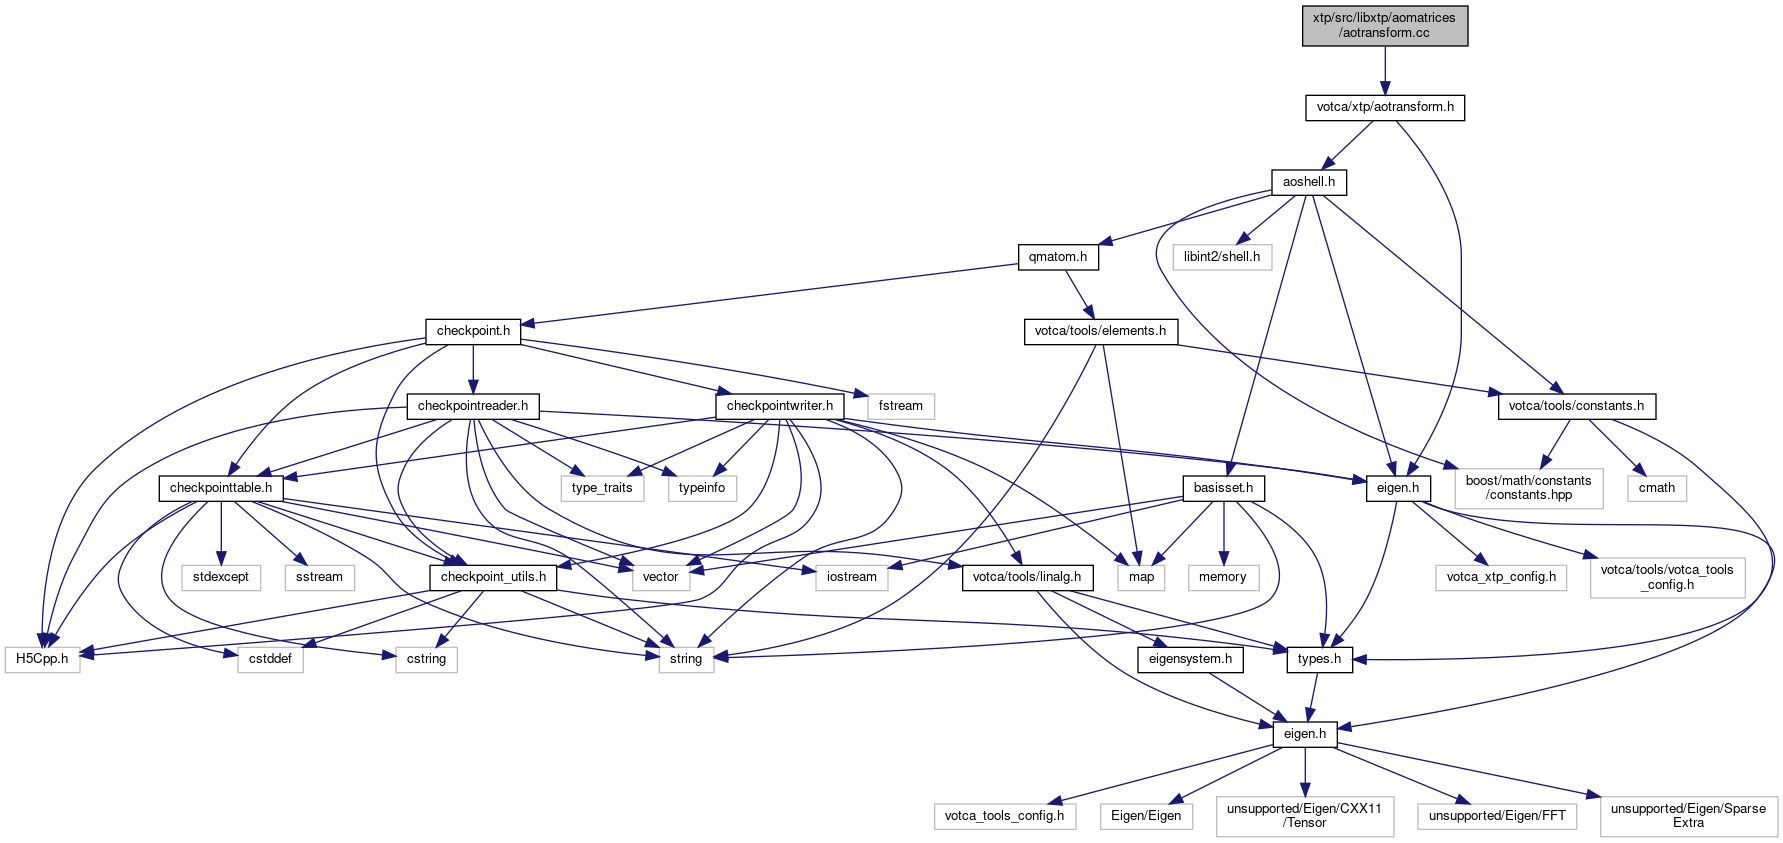 xtp/src/libxtp/aomatrices
/aotransform.cc
votca/xtp/aotransform.h
aoshell.h
qmatom.h
libint2/shell.h
checkpoint.h
votca/tools/elements.h
checkpointreader.h
checkpointwriter.h
fstream
votca/tools/constants.h
checkpointtable.h
type_traits
typeinfo
basisset.h
eigen.h
boost/math/constants
/constants.hpp
cmath
stdexcept
sstream
checkpoint_utils.h
vector
iostream
votca/tools/linalg.h
map
memory
votca_xtp_config.h
votca/tools/votca_tools
_config.h
H5Cpp.h
cstddef
cstring
string
eigensystem.h
types.h
eigen.h
votca_tools_config.h
Eigen/Eigen
unsupported/Eigen/CXX11
/Tensor
unsupported/Eigen/FFT
unsupported/Eigen/Sparse
Extra